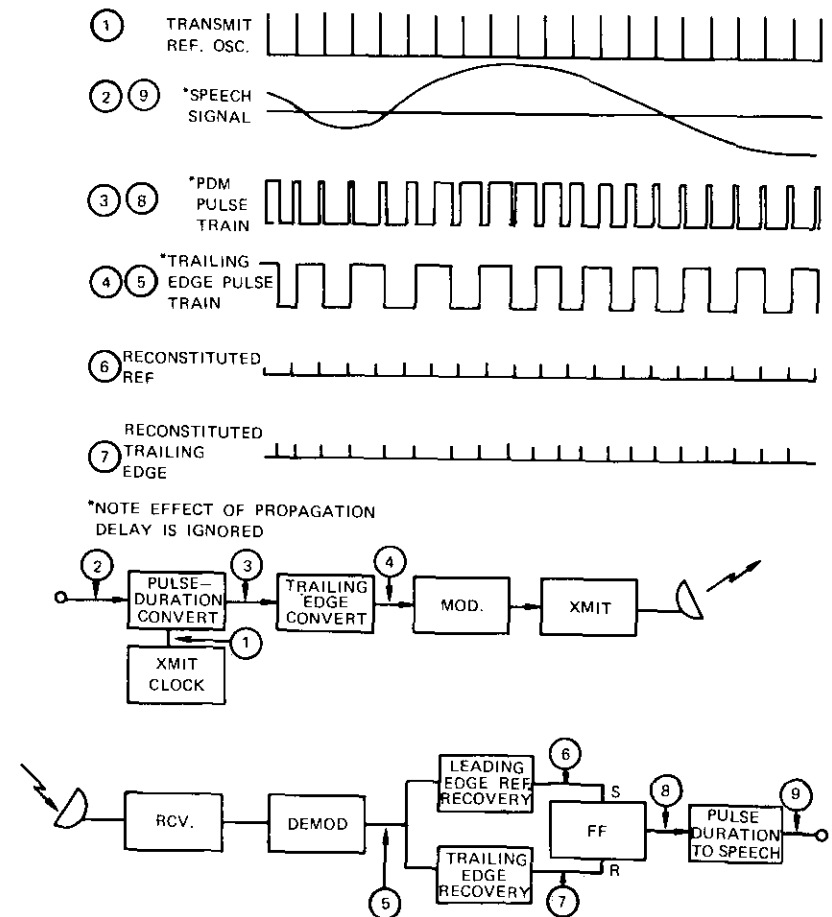 1 TRANSMIT
REF. OSC.
2 9 *SPEECH
SIGNAL
3 8 *PDM
PULSE
TRAIN
4 5 *TRAILING
EDGE PULSE
TRAIN
6 RECONSTITUTED
REF
7 RECONSTITUTED
TRAILING
EDGE
*NOTE EFFECT OF PROPAGATION
DELAY IS IGNORED
2
PULSE–
DURATION
CONVERT
3
TRAILING
EDGE
CONVERT
4
MOD.
XMIT
1
XMIT
CLOCK
RCV.
DEMOD
5
LEADING
EDGE REF
RECOVERY
6
S
TRAILING
EDGE
RECOVERY
7
R
FF
8
PULSE
DURATION
TO SPEECH
9